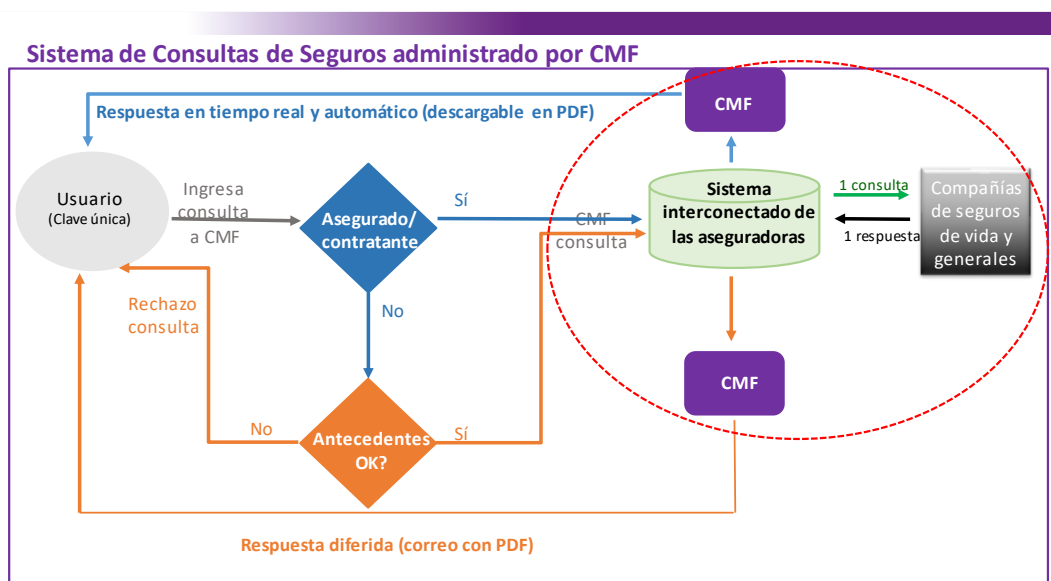 Sistema de Consultas de Seguros administrado por CMF
CMF
Respuesta en tiempo real y automático (descargable en PDF)
Usuario
(Clave única)
Ingresa
consulta
a CMF
Asegurado/
contratante
Sí
CMF
consulta
Sistema
interconectado de
las aseguradoras
1 consulta
1 respuesta
Compañías
de seguros
de vida y
generales
Rechazo
consulta
No
CMF
No
Antecedentes
OK?
Sí
Respuesta diferida (correo con PDF)